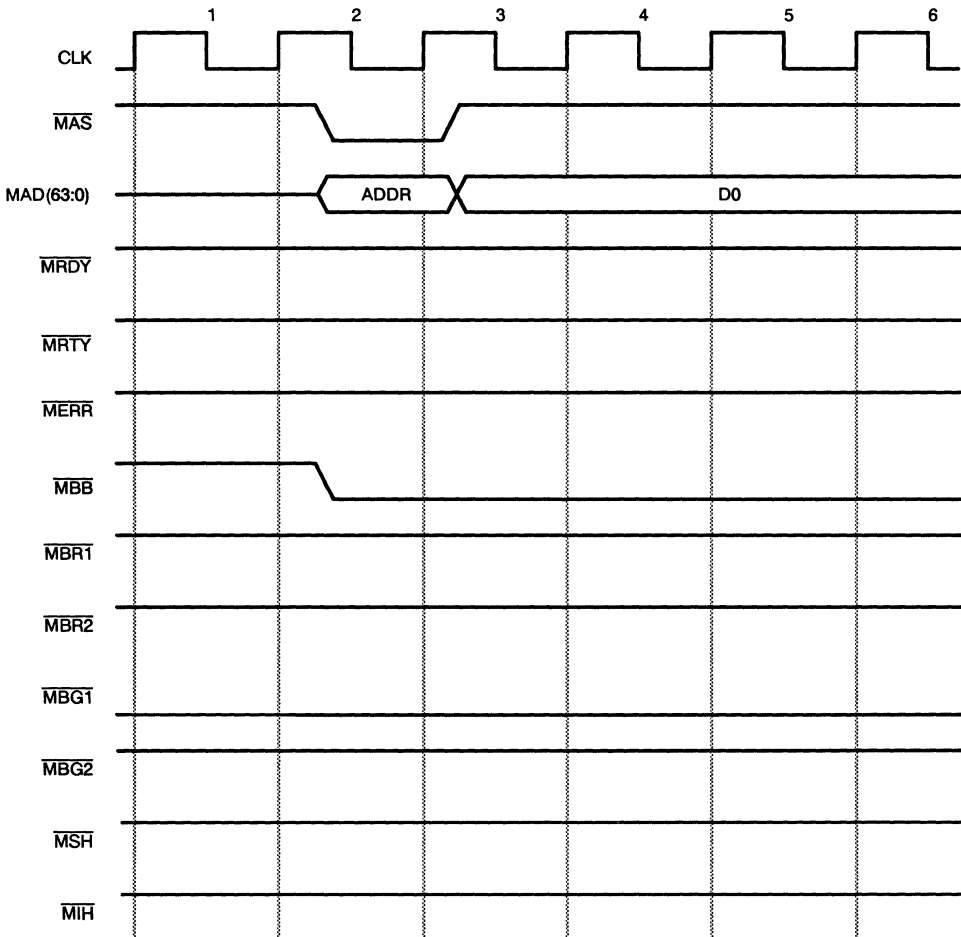 1 2 3 4 5 6
CLK
MAS
MAD(63:0) ADDR D0
MRDY
MRTY
MERR
MBB
MBR1
MBR2
MBG1
MBG2
MSH
MIH